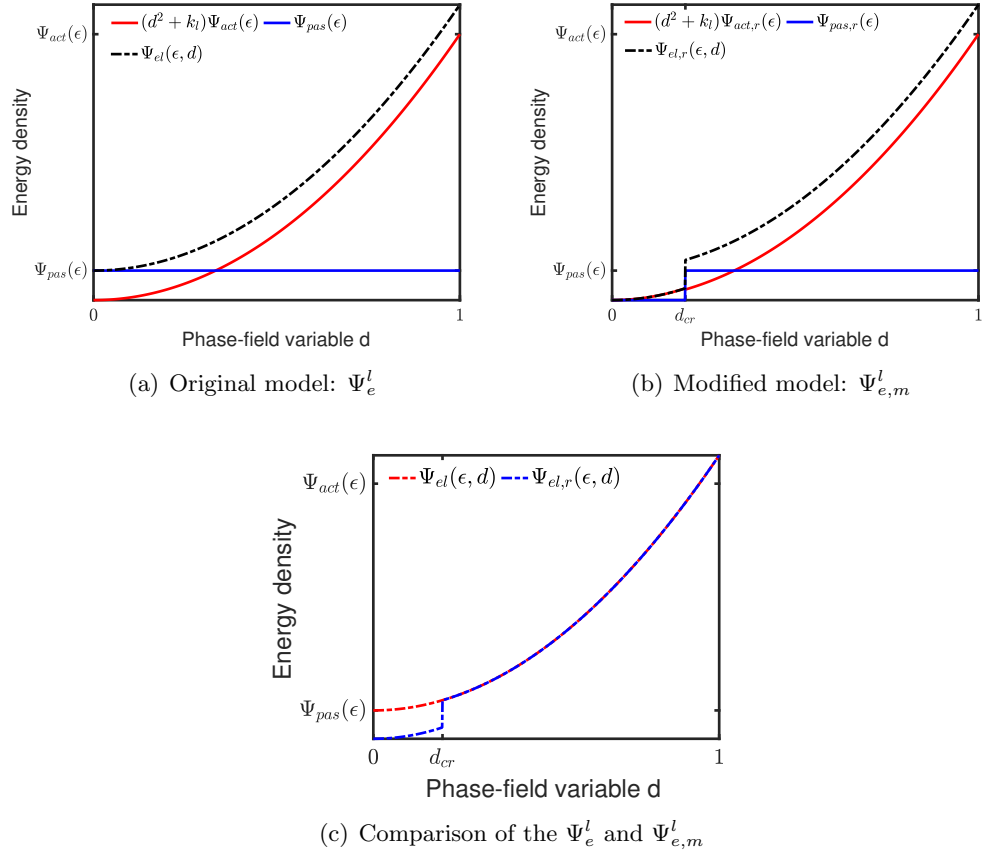 (d² + kₗ)Ψ_act(ϵ) Ψ_pas(ϵ)
Ψ_el(ϵ, d)
Ψ_act(ϵ)
Energy density
Ψ_pas(ϵ)
0 1
Phase-field variable d
(a) Original model: Ψ_e^l
(d² + kₗ)Ψ_act,r(ϵ) Ψ_pas,r(ϵ)
Ψ_el,r(ϵ, d)
Ψ_act(ϵ)
Energy density
Ψ_pas(ϵ)
0 d_cr 1
Phase-field variable d
(b) Modified model: Ψ_e,m^l
Ψ_el(ϵ, d) Ψ_el,r(ϵ, d)
Ψ_act(ϵ)
Energy density
Ψ_pas(ϵ)
0 d_cr 1
Phase-field variable d
(c) Comparison of the Ψ_e^l and Ψ_e,m^l